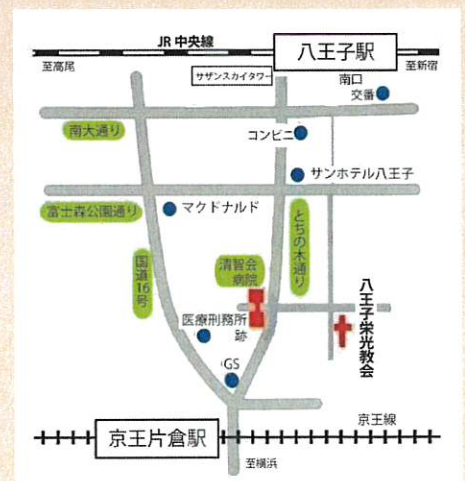 JR 中央線
八王子駅
至高尾
サザンスカイタワー
至新宿
南口
交番
南大通り
コンビニ
サンホテル八王子
富士森公園通り
マクドナルド
とちの木通り
国道16号
清智会
病院
八王子・栄光教会
医療刑務所
跡
GS
京王線
京王片倉駅
至横浜